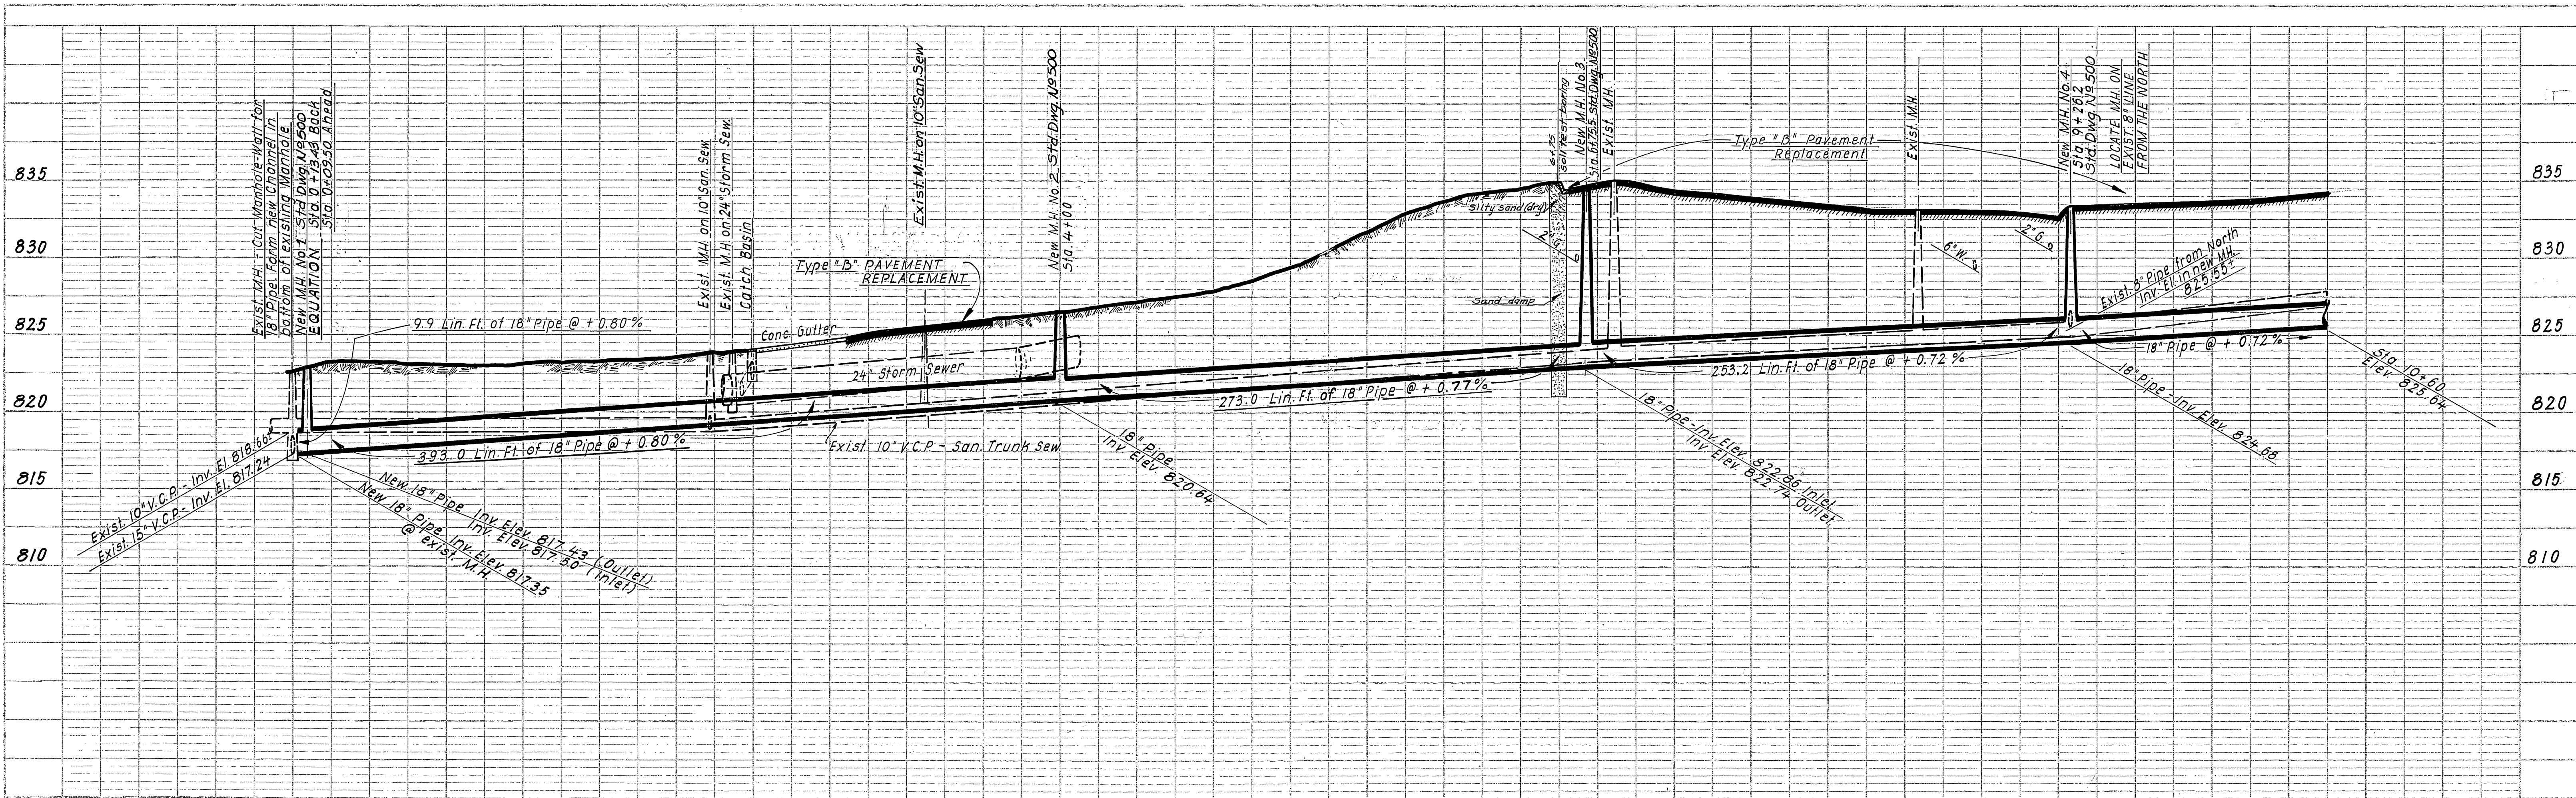 Exist. M.H. - Cut Manhole-Wall for
18" Pipe. Form new Channel in
bottom of existing Manhole.
New M.H. No. 1 Std Dwg. Nº 500
EQUATION Sta. 0+13.43 Back
Sta. 0+09.50 Ahead
9.9 Lin. Ft. of 18" Pipe @ + 0.80 %
Exist. M.H. on 10" San. Sew.
Exist. M.H. on 24" Storm Sew.
Catch Basin
Type "B" PAVEMENT
REPLACEMENT
Conc. Gutter
24" Storm Sewer
Exist. M.H. on 10" San. Sew
New M.H. No. 2 Std. Dwg. Nº 500
Sta. 4+00
6+75
soil test boring
New M.H. No. 3
Sta. 6+75.5 Std. Dwg. Nº 500
Exist. M.H.
Silty sand (dry)
2" G.
Sand damp
Type "B" Pavement
Replacement
Exist. M.H.
6" W.
2" G.
New M.H. No. 4
Sta. 9+26.2
Std. Dwg. Nº 500
LOCATE M.H. ON
EXIST. 8" LINE
FROM THE NORTH
Exist. 8" Pipe from North
Inv. El. in new M.H.
825.55±
835
830
825
820
815
810
835
830
825
820
815
810
393.0 Lin. Ft. of 18" Pipe @ + 0.80 %
Exist. 10" V.C.P. - San. Trunk Sew.
273.0 Lin. Ft. of 18" Pipe @ + 0.77 %
253.2 Lin. Ft. of 18" Pipe @ + 0.72 %
18" Pipe @ + 0.72 %
Sta. 10+60
Elev. 825.64
Exist. 10" V.C.P. - Inv. El. 818.66
Exist. 15" V.C.P. - Inv. El. 817.24
New 18" Pipe Inv. Elev. 817.43 (Outlet)
Inv. Elev. 817.50 (Inlet)
New 18" Pipe Inv. Elev. 817.35
@ exist. M.H.
18" Pipe
Inv. Elev. 820.64
18" Pipe - Inv. Elev. 822.86 Inlet
Inv. Elev. 822.74 Outlet
18" Pipe - Inv. Elev. 824.68